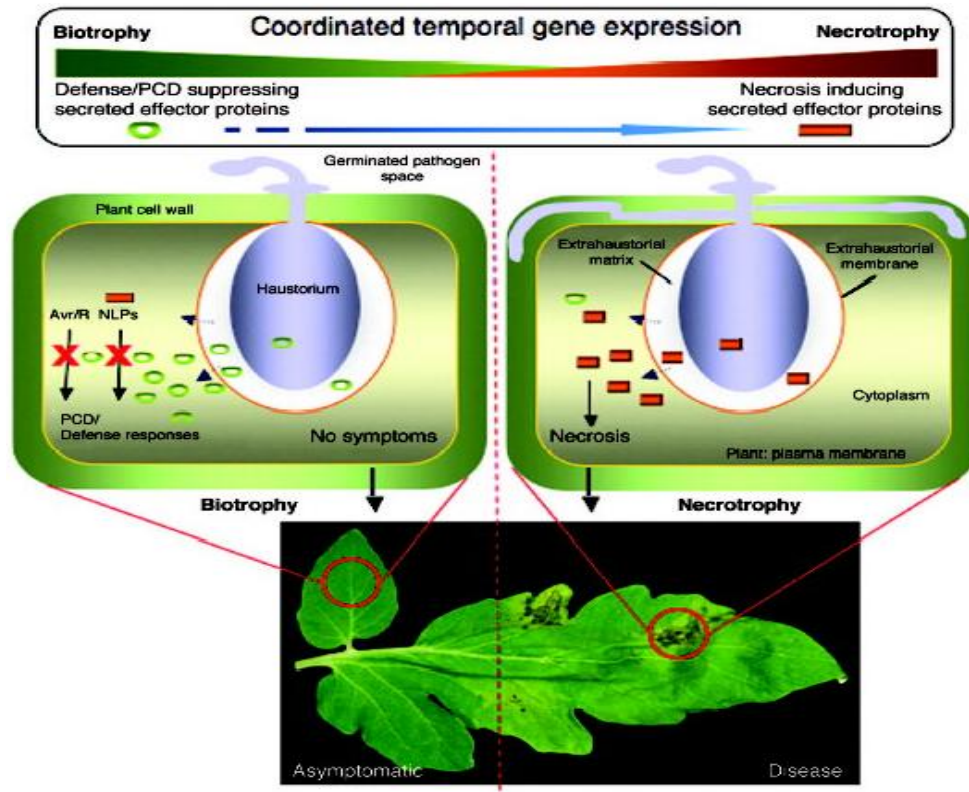 Coordinated temporal gene expression
Biotrophy
Necrotrophy
Defense/PCD suppressing
secreted effector proteins
Necrosis inducing
secreted effector proteins
Germinated pathogen
space
Plant cell wall
Haustorium
Avr/R NLPs
PCD/
Defense responses
No symptoms
Biotrophy
Extrahaustorial
matrix
Extrahaustorial
membrane
Cytoplasm
Necrosis
Plant: plasma membrane
Necrotrophy
Asymptomatic
Disease